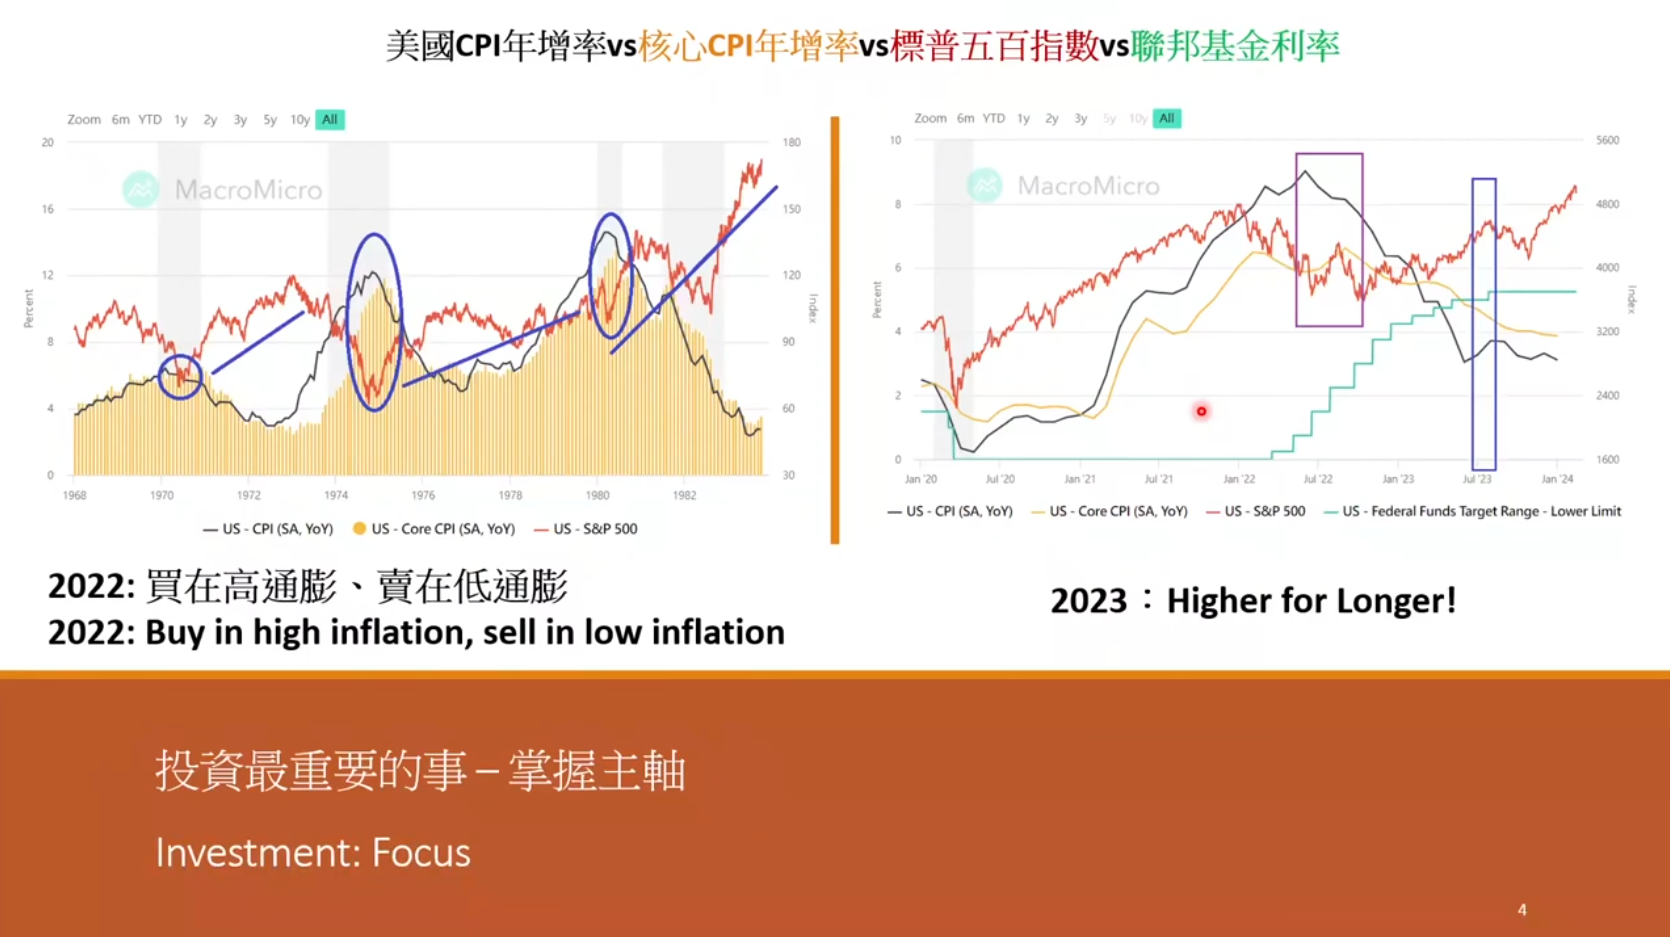 美國CPI年增率vs核心CPI年增率vs標普五百指數vs聯邦基金利率
Zoom 6m YTD 1y 2y 3y 5y 10y All
20
16
12
8
4
0
Percent
180
150
120
90
60
30
Index
MacroMicro
1968 1970 1972 1974 1976 1978 1980 1982
US - CPI (SA, YoY) US - Core CPI (SA, YoY) US - S&P 500
Zoom 6m YTD 1y 2y 3y 5y 10y All
10
8
6
4
2
0
Percent
5600
4800
4000
3200
2400
1600
Index
MacroMicro
Jan '20 Jul '20 Jan '21 Jul '21 Jan '22 Jul '22 Jan '23 Jul '23 Jan '24
US - CPI (SA, YoY) US - Core CPI (SA, YoY) US - S&P 500 US - Federal Funds Target Range - Lower Limit
2022: 買在高通膨、賣在低通膨
2022: Buy in high inflation, sell in low inflation
2023：Higher for Longer!
投資最重要的事 – 掌握主軸
Investment: Focus
4